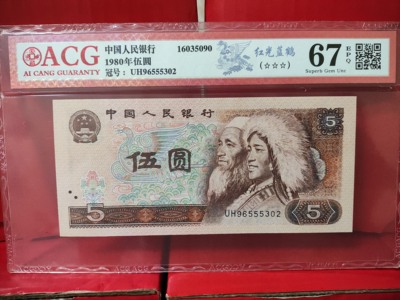 ACG
AI CANG GUARANTY
中国人民银行
1980年伍圆
冠号：UH96555302
16035090
红光蓝鹤
(☆☆☆)
67 EPQ
Superb Gem Unc
中国人民银行
5
伍圆
UH96555302
5
5